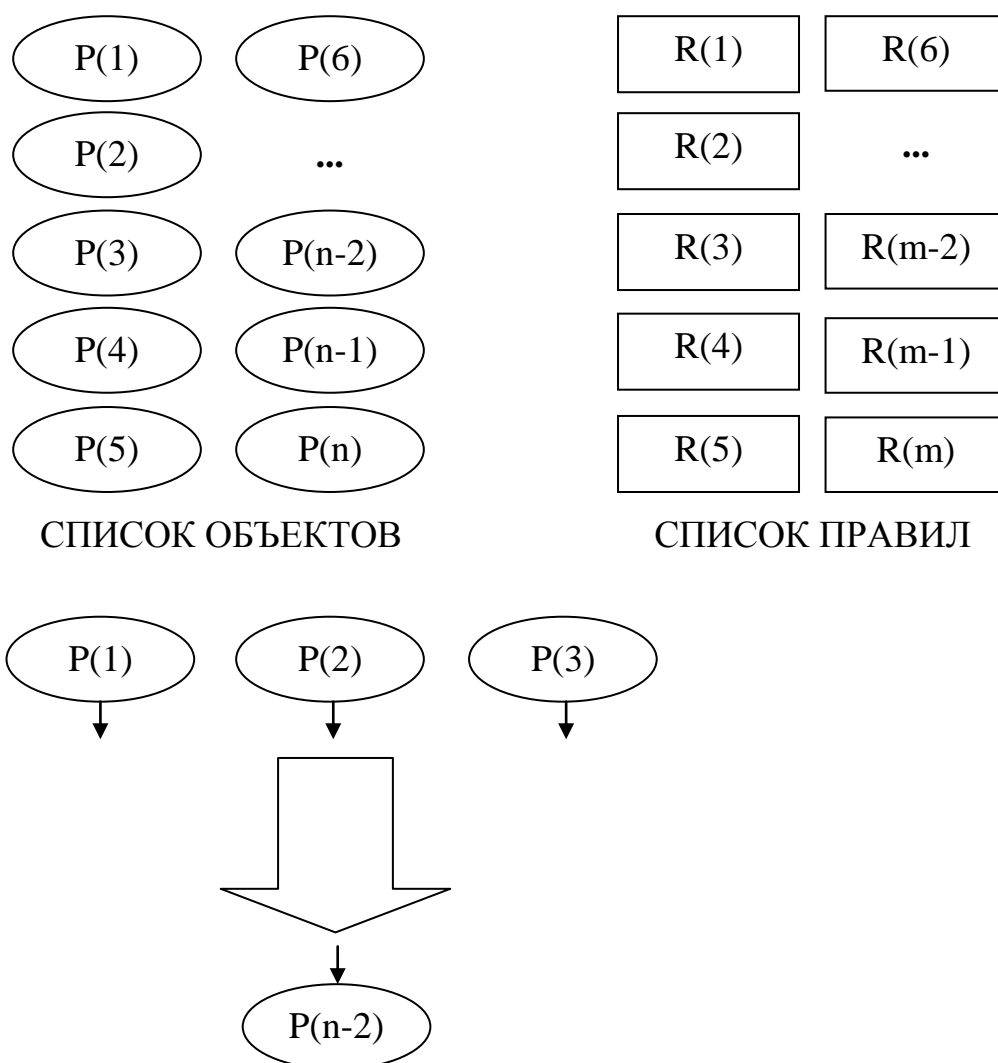 P(1) P(6) R(1) R(6)
P(2) ... R(2) ...
P(3) P(n-2) R(3) R(m-2)
P(4) P(n-1) R(4) R(m-1)
P(5) P(n) R(5) R(m)
СПИСОК ОБЪЕКТОВ СПИСОК ПРАВИЛ
P(1) P(2) P(3)
P(n-2)